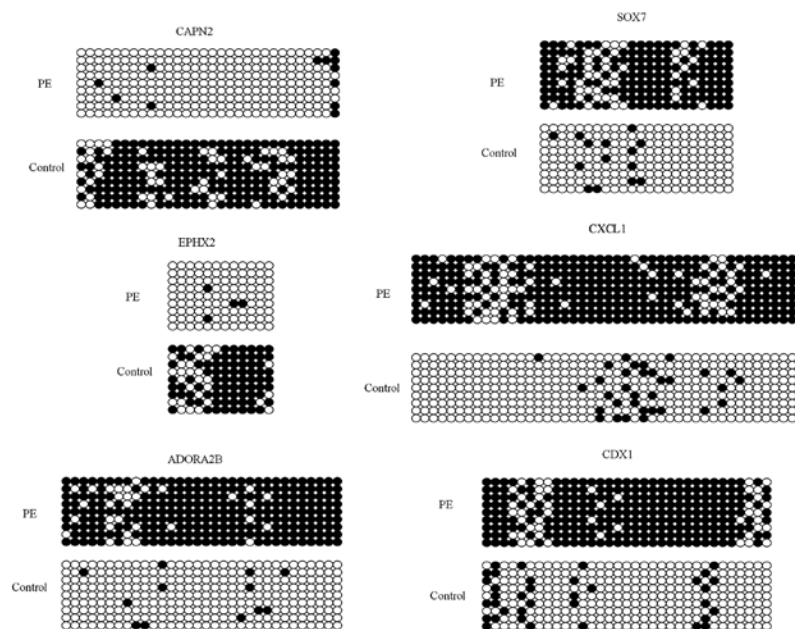 CAPN2
PE
Control
SOX7
PE
Control
EPHX2
PE
Control
CXCL1
PE
Control
ADORA2B
PE
Control
CDX1
PE
Control